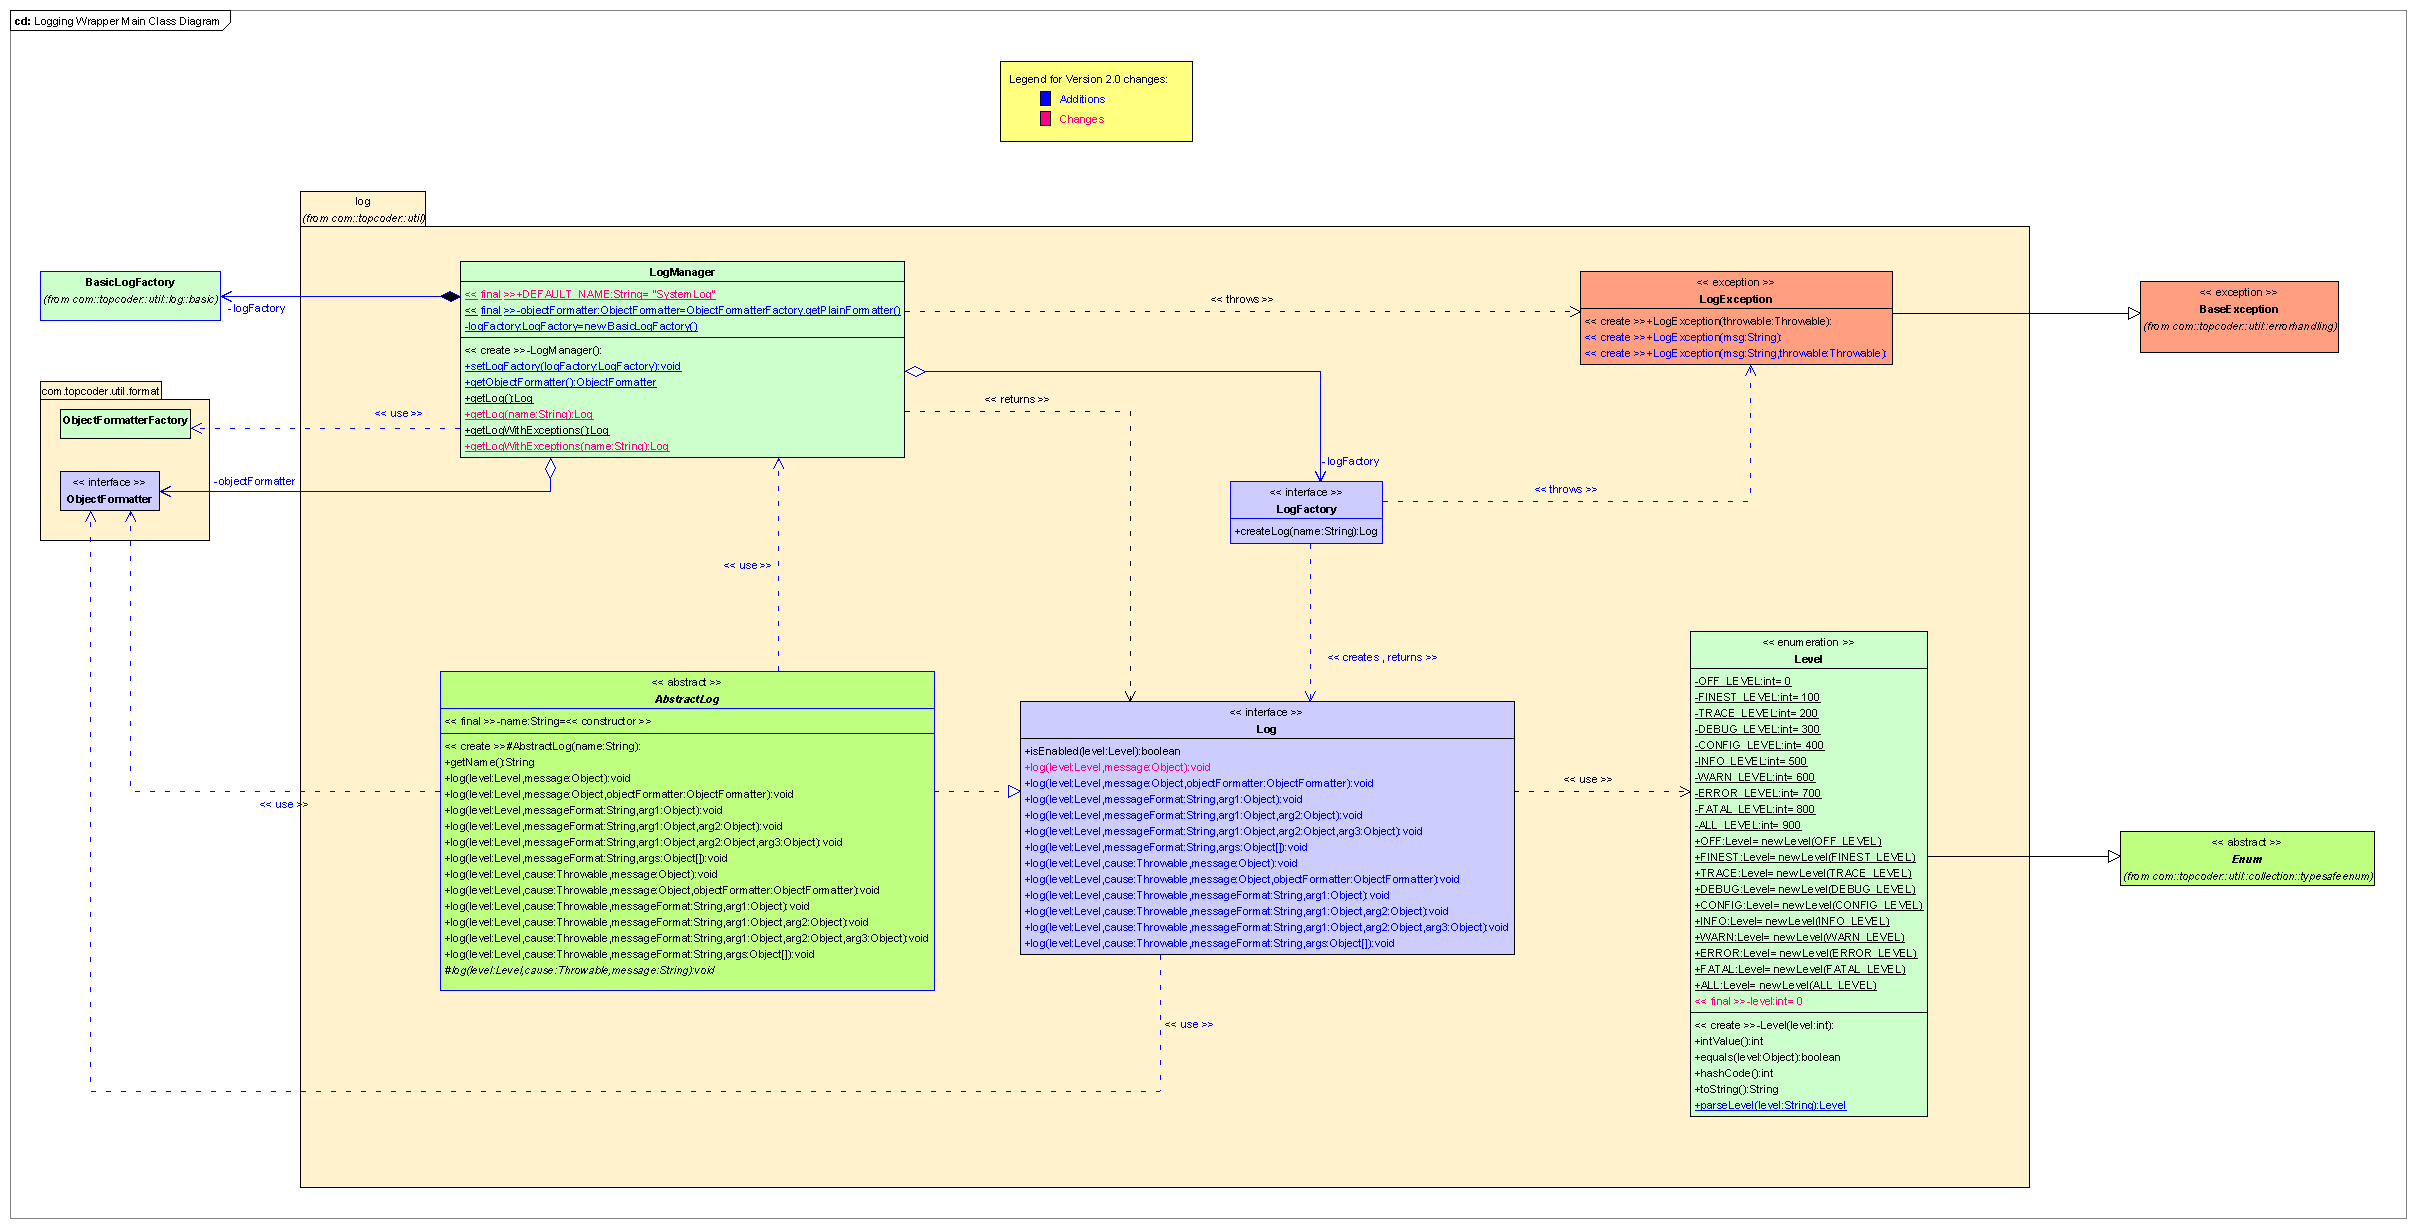 cd: Logging Wrapper Main Class Diagram
Legend for Version 2.0 changes:
Additions
Changes
log
(from com::topcoder::util)
BasicLogFactory
(from com::topcoder::util::log::basic)
-logFactory
LogManager
<< final >>+DEFAULT_NAME:String= "SystemLog"
<< final >>-objectFormatter:ObjectFormatter=ObjectFormatterFactory.getPlainFormatter()
-logFactory:LogFactory=new BasicLogFactory()
<< create >>-LogManager():
+setLogFactory(logFactory:LogFactory):void
+getObjectFormatter():ObjectFormatter
+getLog():Log
+getLog(name:String):Log
+getLogWithExceptions():Log
+getLogWithExceptions(name:String):Log
<< throws >>
<< exception >>
LogException
<< create >>+LogException(throwable:Throwable):
<< create >>+LogException(msg:String):
<< create >>+LogException(msg:String,throwable:Throwable):
<< exception >>
BaseException
(from com::topcoder::util::errorhandling)
com.topcoder.util.format
ObjectFormatterFactory
<< use >>
<< interface >>
ObjectFormatter
-objectFormatter
<< returns >>
-logFactory
<< interface >>
LogFactory
+createLog(name:String):Log
<< throws >>
<< use >>
<< creates , returns >>
<< abstract >>
AbstractLog
<< final >>-name:String=<< constructor >>
<< create >>#AbstractLog(name:String):
+getName():String
+log(level:Level,message:Object):void
+log(level:Level,message:Object,objectFormatter:ObjectFormatter):void
+log(level:Level,messageFormat:String,arg1:Object):void
+log(level:Level,messageFormat:String,arg1:Object,arg2:Object):void
+log(level:Level,messageFormat:String,arg1:Object,arg2:Object,arg3:Object):void
+log(level:Level,messageFormat:String,args:Object[]):void
+log(level:Level,cause:Throwable,message:Object):void
+log(level:Level,cause:Throwable,message:Object,objectFormatter:ObjectFormatter):void
+log(level:Level,cause:Throwable,messageFormat:String,arg1:Object):void
+log(level:Level,cause:Throwable,messageFormat:String,arg1:Object,arg2:Object):void
+log(level:Level,cause:Throwable,messageFormat:String,arg1:Object,arg2:Object,arg3:Object):void
+log(level:Level,cause:Throwable,messageFormat:String,args:Object[]):void
#log(level:Level,cause:Throwable,message:String):void
<< use >>
<< interface >>
Log
+isEnabled(level:Level):boolean
+log(level:Level,message:Object):void
+log(level:Level,message:Object,objectFormatter:ObjectFormatter):void
+log(level:Level,messageFormat:String,arg1:Object):void
+log(level:Level,messageFormat:String,arg1:Object,arg2:Object):void
+log(level:Level,messageFormat:String,arg1:Object,arg2:Object,arg3:Object):void
+log(level:Level,messageFormat:String,args:Object[]):void
+log(level:Level,cause:Throwable,message:Object):void
+log(level:Level,cause:Throwable,message:Object,objectFormatter:ObjectFormatter):void
+log(level:Level,cause:Throwable,messageFormat:String,arg1:Object):void
+log(level:Level,cause:Throwable,messageFormat:String,arg1:Object,arg2:Object):void
+log(level:Level,cause:Throwable,messageFormat:String,arg1:Object,arg2:Object,arg3:Object):void
+log(level:Level,cause:Throwable,messageFormat:String,args:Object[]):void
<< use >>
<< use >>
<< enumeration >>
Level
-OFF_LEVEL:int= 0
-FINEST_LEVEL:int= 100
-TRACE_LEVEL:int= 200
-DEBUG_LEVEL:int= 300
-CONFIG_LEVEL:int= 400
-INFO_LEVEL:int= 500
-WARN_LEVEL:int= 600
-ERROR_LEVEL:int= 700
-FATAL_LEVEL:int= 800
-ALL_LEVEL:int= 900
+OFF:Level= new Level(OFF_LEVEL)
+FINEST:Level= new Level(FINEST_LEVEL)
+TRACE:Level= new Level(TRACE_LEVEL)
+DEBUG:Level= new Level(DEBUG_LEVEL)
+CONFIG:Level= new Level(CONFIG_LEVEL)
+INFO:Level= new Level(INFO_LEVEL)
+WARN:Level= new Level(WARN_LEVEL)
+ERROR:Level= new Level(ERROR_LEVEL)
+FATAL:Level= new Level(FATAL_LEVEL)
+ALL:Level= new Level(ALL_LEVEL)
<< final >>-level:int= 0
<< create >>-Level(level:int):
+intValue():int
+equals(level:Object):boolean
+hashCode():int
+toString():String
+parseLevel(level:String):Level
<< abstract >>
Enum
(from com::topcoder::util::collection::typesafeenum)